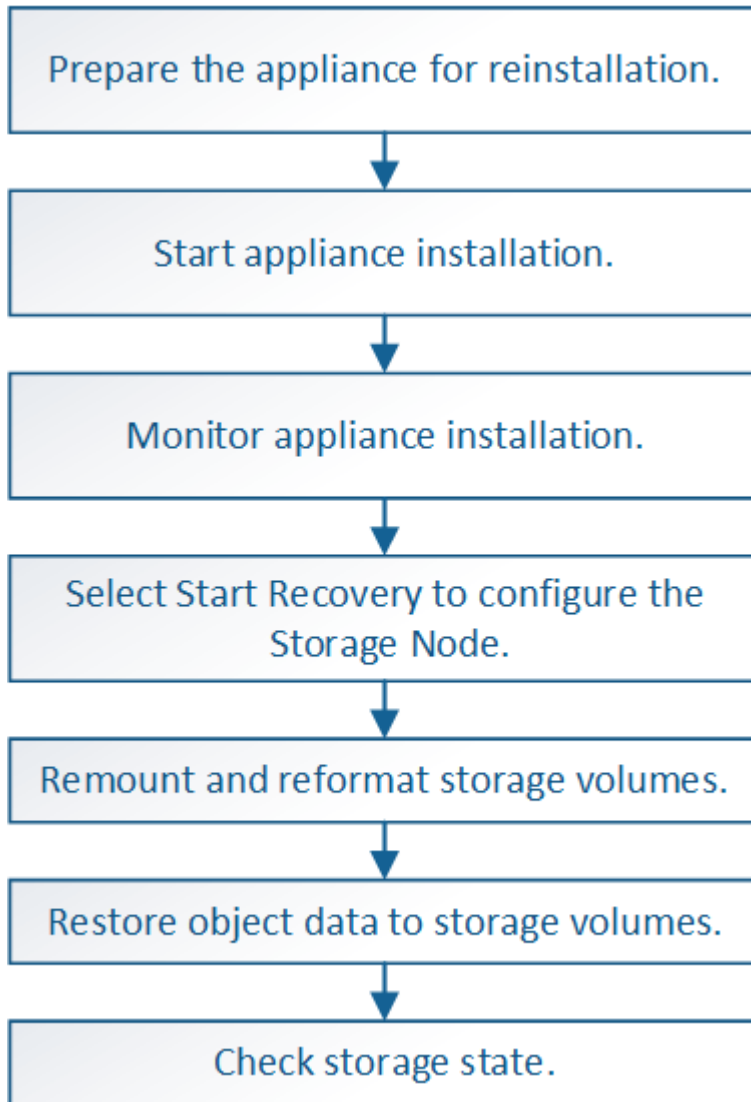 Prepare the appliance for reinstallation.
Start appliance installation.
Monitor appliance installation.
Select Start Recovery to configure the
Storage Node.
Remount and reformat storage volumes.
Restore object data to storage volumes.
Check storage state.